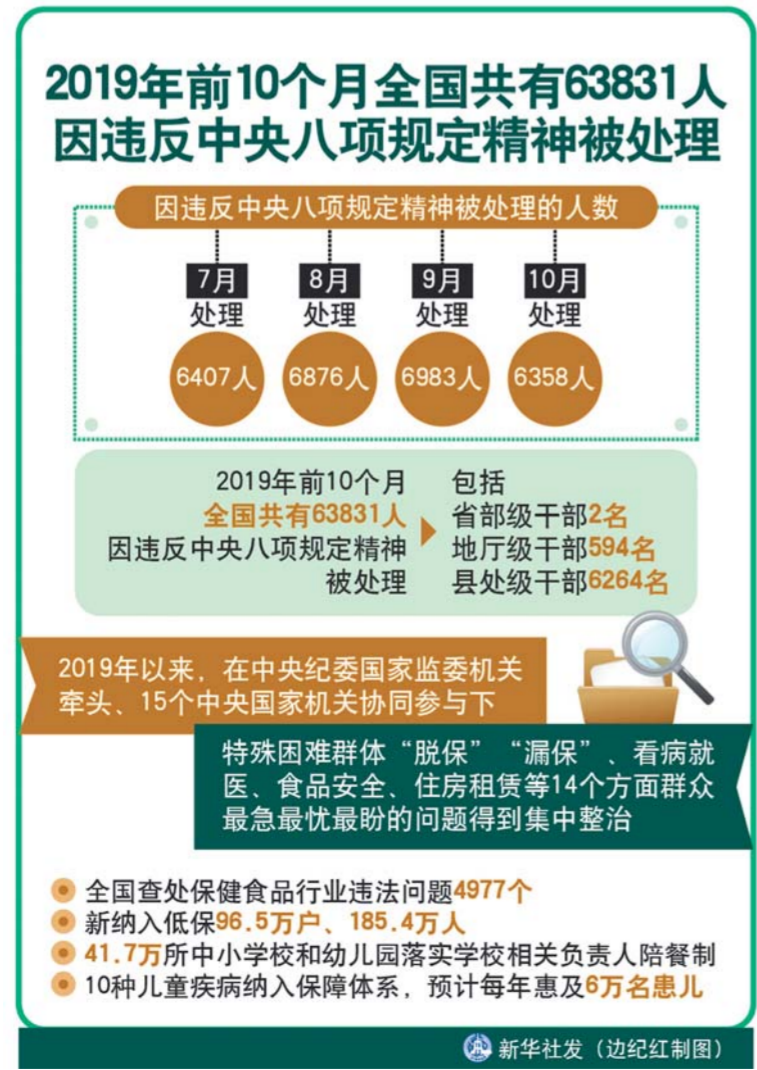 2019年前10个月全国共有63831人
因违反中央八项规定精神被处理
因违反中央八项规定精神被处理的人数
7月
处理
6407人
8月
处理
6876人
9月
处理
6983人
10月
处理
6358人
2019年前10个月
全国共有63831人
因违反中央八项规定精神
被处理
包括
省部级干部2名
地厅级干部594名
县处级干部6264名
2019年以来，在中央纪委国家监委机关
牵头、15个中央国家机关协同参与下
特殊困难群体“脱保”“漏保”、看病就
医、食品安全、住房租赁等14个方面群众
最急最忧最盼的问题得到集中整治
全国查处保健食品行业违法问题4977个
新纳入低保96.5万户、185.4万人
41.7万所中小学校和幼儿园落实学校相关负责人陪餐制
10种儿童疾病纳入保障体系，预计每年惠及6万名患儿
新华社发（边纪红制图）